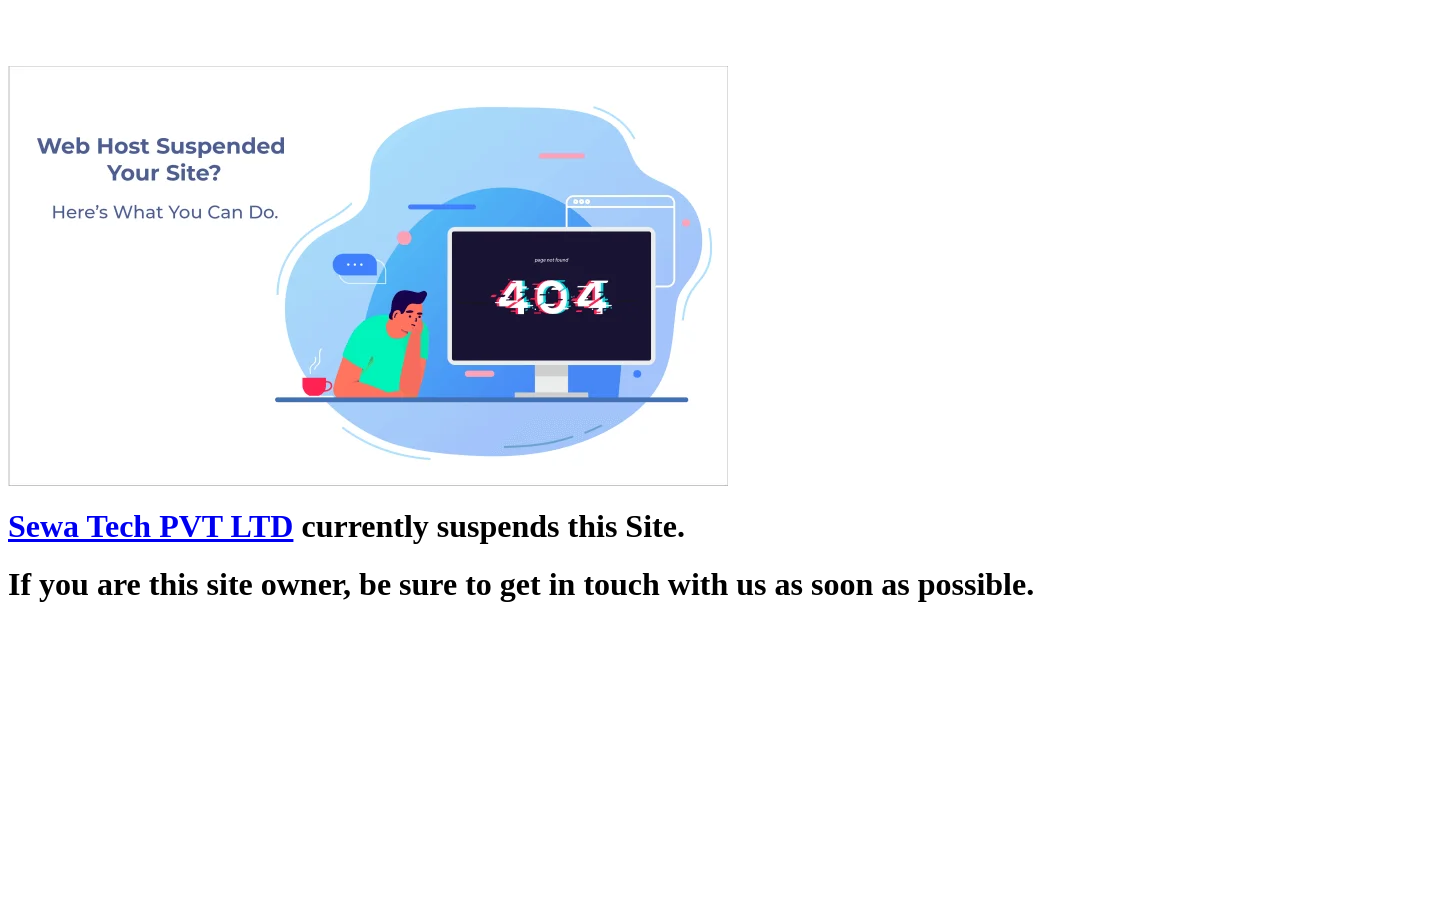 Web Host Suspended
Your Site?
Here's What You Can Do.
page not found
404
Sewa Tech PVT LTD currently suspends this Site.
If you are this site owner, be sure to get in touch with us as soon as possible.